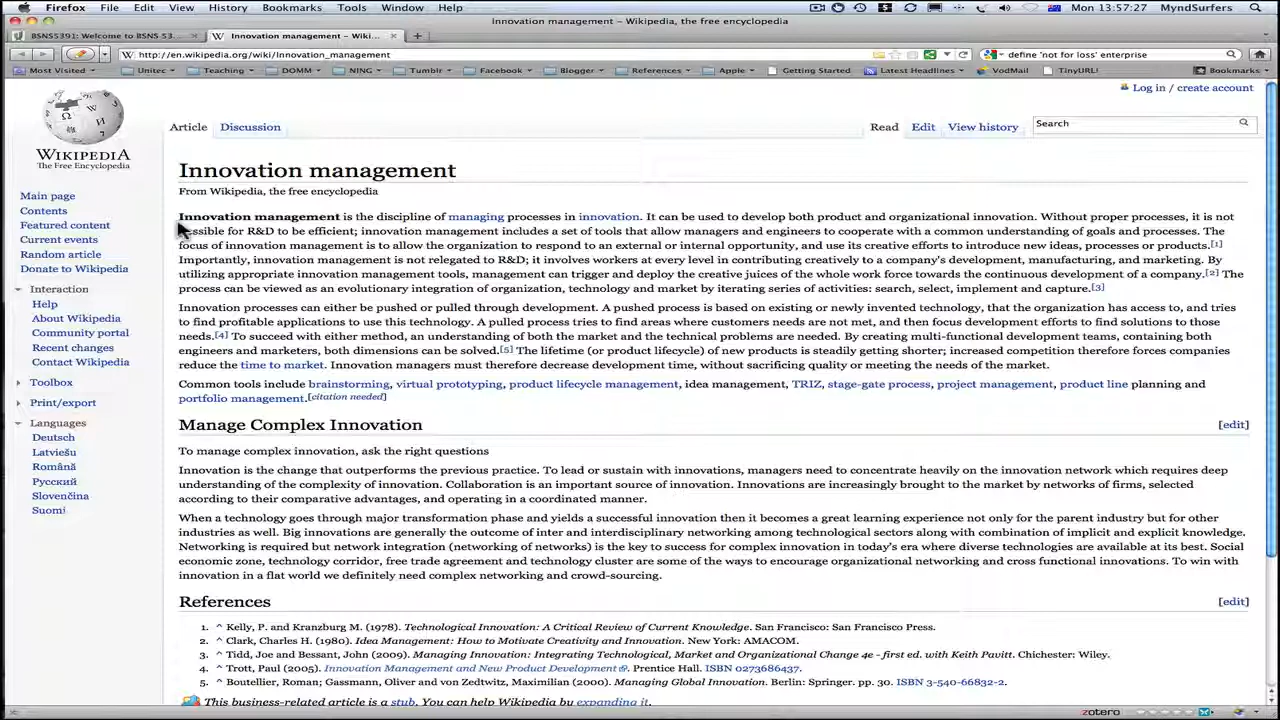 Firefox File Edit View History Bookmarks Tools Window Help Mon 13:57:27 MyndSurfers
Innovation management – Wikipedia, the free encyclopedia
BSNS5391: Welcome to BSNS 53... Innovation management – Wiki...
http://en.wikipedia.org/wiki/Innovation_management define 'not for loss' enterprise
Most Visited Unitec Teaching DOMM NING Tumblr Facebook Blogger References Apple Getting Started Latest Headlines VodMail TinyURL! Bookmarks
Log in / create account
Article Discussion Read Edit View history Search
WIKIPEDIA
The Free Encyclopedia
Main page
Contents
Featured content
Current events
Random article
Donate to Wikipedia
Interaction
Help
About Wikipedia
Community portal
Recent changes
Contact Wikipedia
Toolbox
Print/export
Languages
Deutsch
Latviešu
Română
Русский
Slovenčina
Suomi
Innovation management
From Wikipedia, the free encyclopedia
Innovation management is the discipline of managing processes in innovation. It can be used to develop both product and organizational innovation. Without proper processes, it is not
for R&D to be efficient; innovation management includes a set of tools that allow managers and engineers to cooperate with a common understanding of goals and processes. The
focus of innovation management is to allow the organization to respond to an external or internal opportunity, and use its creative efforts to introduce new ideas, processes or products.[1]
Importantly, innovation management is not relegated to R&D; it involves workers at every level in contributing creatively to a company's development, manufacturing, and marketing. By
utilizing appropriate innovation management tools, management can trigger and deploy the creative juices of the whole work force towards the continuous development of a company.[2] The
process can be viewed as an evolutionary integration of organization, technology and market by iterating series of activities: search, select, implement and capture.[3]
Innovation processes can either be pushed or pulled through development. A pushed process is based on existing or newly invented technology, that the organization has access to, and tries
to find profitable applications to use this technology. A pulled process tries to find areas where customers needs are not met, and then focus development efforts to find solutions to those
needs.[4] To succeed with either method, an understanding of both the market and the technical problems are needed. By creating multi-functional development teams, containing both
engineers and marketers, both dimensions can be solved.[5] The lifetime (or product lifecycle) of new products is steadily getting shorter; increased competition therefore forces companies
reduce the time to market. Innovation managers must therefore decrease development time, without sacrificing quality or meeting the needs of the market.
Common tools include brainstorming, virtual prototyping, product lifecycle management, idea management, TRIZ, stage-gate process, project management, product line planning and
portfolio management.[citation needed]
Manage Complex Innovation [edit]
To manage complex innovation, ask the right questions
Innovation is the change that outperforms the previous practice. To lead or sustain with innovations, managers need to concentrate heavily on the innovation network which requires deep
understanding of the complexity of innovation. Collaboration is an important source of innovation. Innovations are increasingly brought to the market by networks of firms, selected
according to their comparative advantages, and operating in a coordinated manner.
When a technology goes through major transformation phase and yields a successful innovation then it becomes a great learning experience not only for the parent industry but for other
industries as well. Big innovations are generally the outcome of inter and interdisciplinary networking among technological sectors along with combination of implicit and explicit knowledge.
Networking is required but network integration (networking of networks) is the key to success for complex innovation in today's era where diverse technologies are available at its best. Social
economic zone, technology corridor, free trade agreement and technology cluster are some of the ways to encourage organizational networking and cross functional innovations. To win with
innovation in a flat world we definitely need complex networking and crowd-sourcing.
References [edit]
1. ^ Kelly, P. and Kranzburg M. (1978). Technological Innovation: A Critical Review of Current Knowledge. San Francisco: San Francisco Press.
2. ^ Clark, Charles H. (1980). Idea Management: How to Motivate Creativity and Innovation. New York: AMACOM.
3. ^ Tidd, Joe and Bessant, John (2009). Managing Innovation: Integrating Technological, Market and Organizational Change 4e - first ed. with Keith Pavitt. Chichester: Wiley.
4. ^ Trott, Paul (2005). Innovation Management and New Product Development. Prentice Hall. ISBN 0273686437.
5. ^ Boutellier, Roman; Gassmann, Oliver and von Zedtwitz, Maximilian (2000). Managing Global Innovation. Berlin: Springer. pp. 30. ISBN 3-540-66832-2.
This business-related article is a stub. You can help Wikipedia by expanding it.
zotero